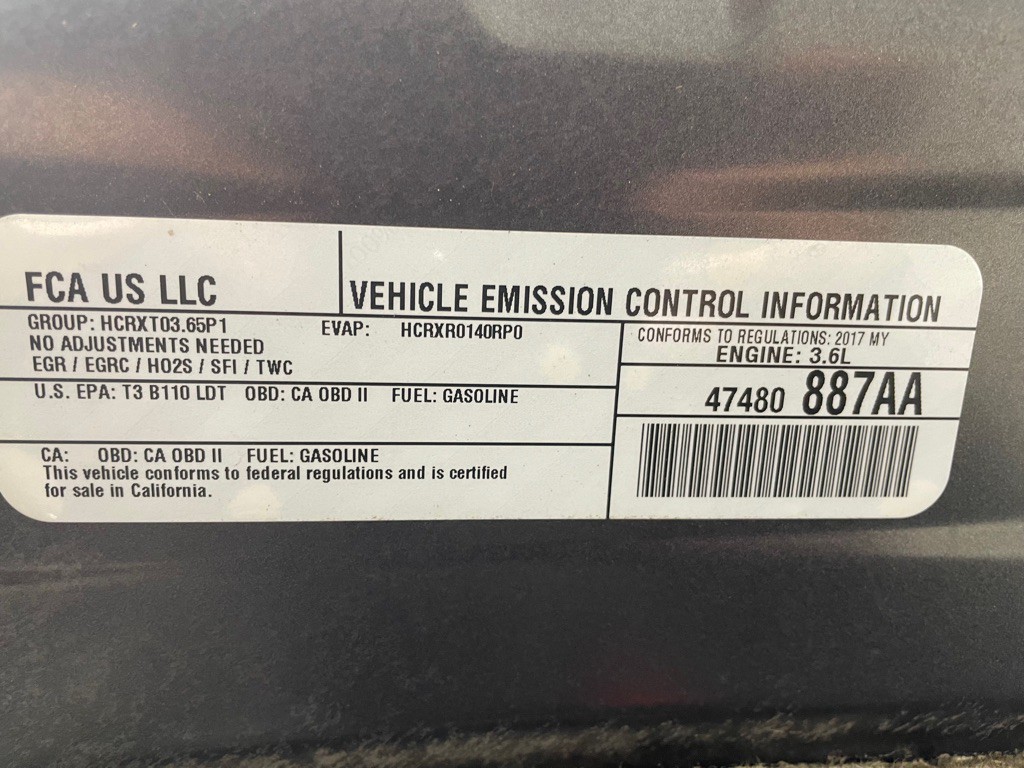 FCA US LLC
VEHICLE EMISSION CONTROL INFORMATION
GROUP: HCRXT03.65P1
EVAP: HCRXR0140RP0
NO ADJUSTMENTS NEEDED
EGR / EGRC / HO2S / SFI / TWC
CONFORMS TO REGULATIONS: 2017 MY
ENGINE: 3.6L
U.S. EPA: T3 B110 LDT OBD: CA OBD II FUEL: GASOLINE
47480 887AA
CA: OBD: CA OBD II FUEL: GASOLINE
This vehicle conforms to federal regulations and is certified
for sale in California.